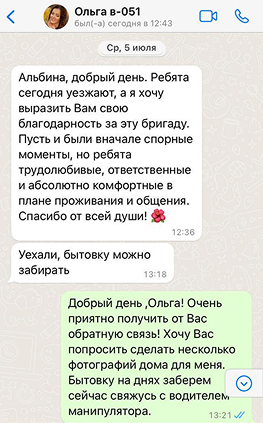 Ольга в-051
был(-а) сегодня в 12:43
Ср, 5 июля
Альбина, добрый день. Ребята
сегодня уезжают, а я хочу
выразить Вам свою
благодарность за эту бригаду.
Пусть и были вначале спорные
моменты, но ребята
трудолюбивые, ответственные
и абсолютно комфортные в
плане проживания и общения.
Спасибо от всей души! 🌺
12:36
Уехали, бытовку можно
забирать
13:18
Добрый день ,Ольга! Очень
приятно получить от Вас
обратную связь! Хочу Вас
попросить сделать несколько
фотографий дома для меня.
Бытовку на днях заберем
сейчас свяжусь с водителем
манипулятора.
13:21